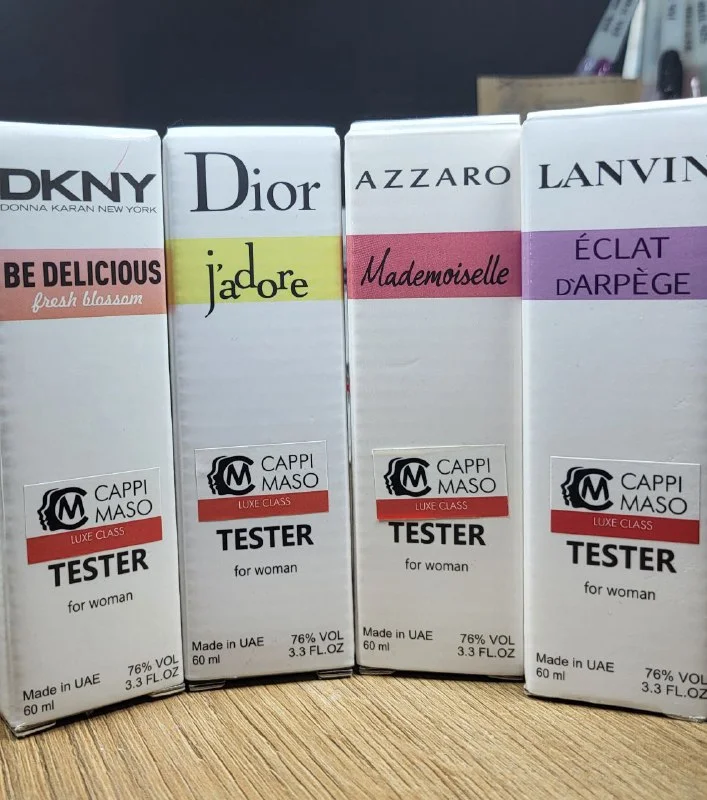 DKNY
DONNA KARAN NEW YORK
BE DELICIOUS
fresh blossom
CM CAPPI
MASO
LUXE CLASS
TESTER
for woman
Made in UAE 76% VOL
60 ml 3.3 FL.OZ
Dior
j'adore
CM CAPPI
MASO
LUXE CLASS
TESTER
for woman
Made in UAE 76% VOL
60 ml 3.3 FL.OZ
AZZARO
Mademoiselle
CM CAPPI
MASO
LUXE CLASS
TESTER
for woman
Made in UAE 76% VOL
60 ml 3.3 FL.OZ
LANVIN
ÉCLAT
D'ARPÈGE
CM CAPPI
MASO
LUXE CLASS
TESTER
for woman
Made in UAE 76% VOL
60 ml 3.3 FL.OZ